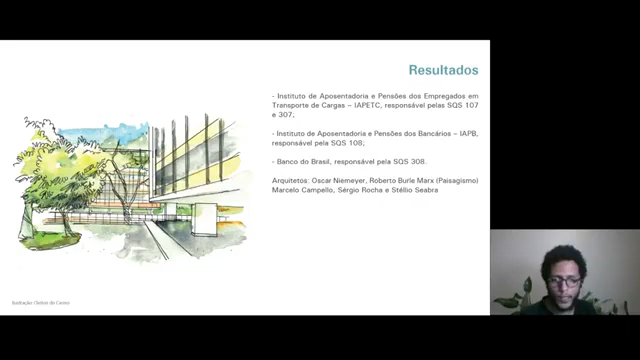 Resultados
- Instituto de Aposentadoria e Pensões dos Empregados em
Transporte de Cargas – IAPETC, responsável pelas SQS 107
e 307;
- Instituto de Aposentadoria e Pensões dos Bancários – IAPB,
responsável pela SQS 108;
- Banco do Brasil, responsável pela SQS 308.
Arquitetos: Oscar Niemeyer, Roberto Burle Marx (Paisagismo)
Marcelo Campello, Sérgio Rocha e Stéllio Seabra
Ilustração: Cleiton do Carmo